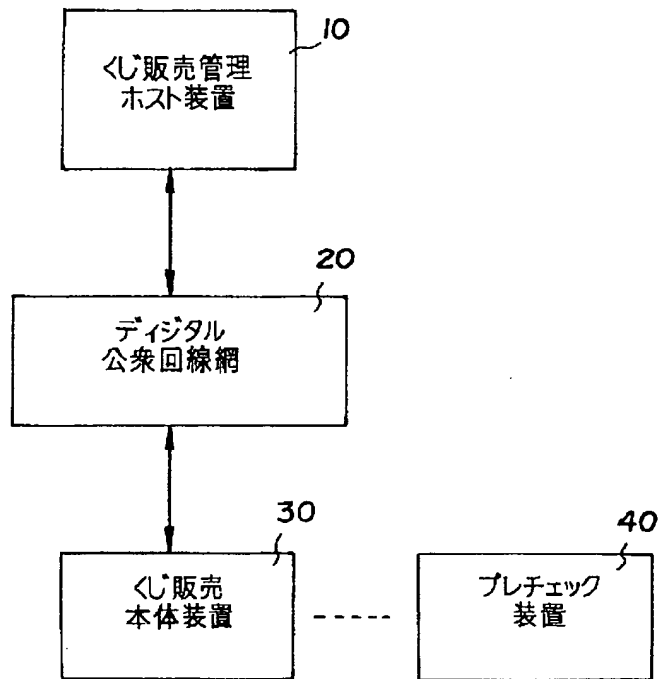 10
くじ販売管理
ホスト装置
20
ディジタル
公衆回線網
30
くじ販売
本体装置
40
プレチェック
装置